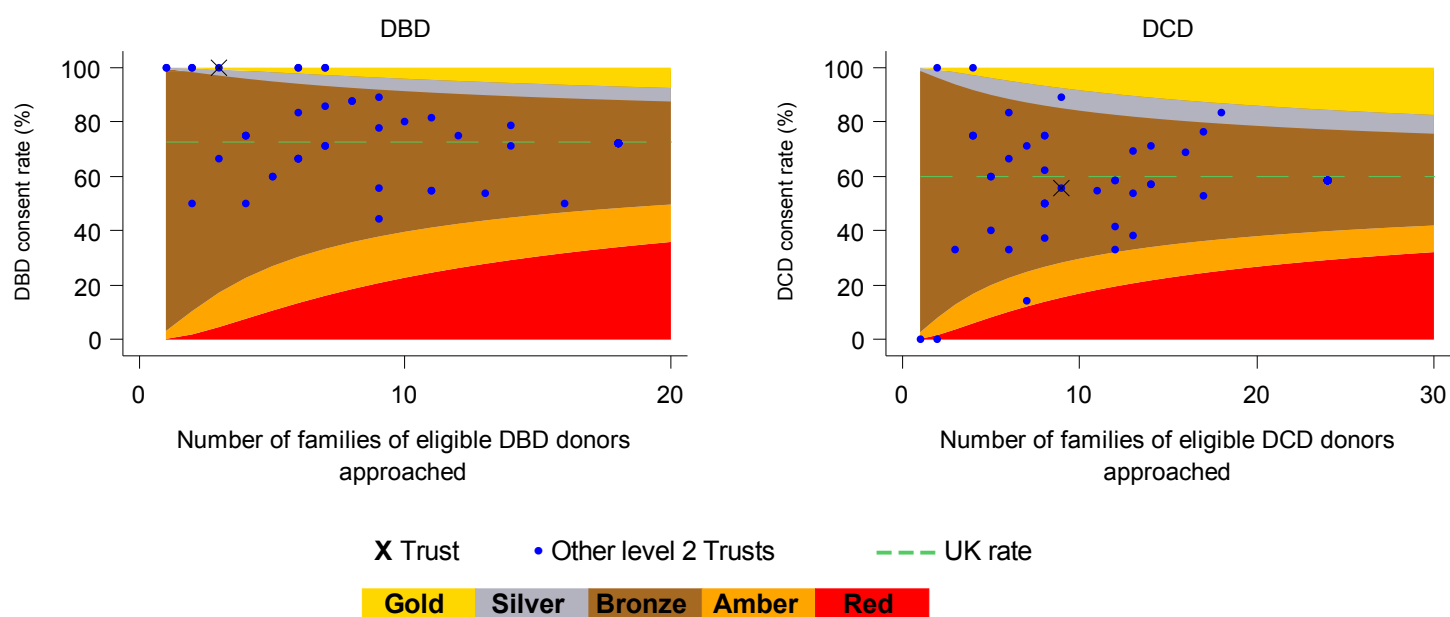 DBD
DCD
DBD consent rate (%)
100
80
60
40
20
0
0
10
20
Number of families of eligible DBD donors
approached
DCD consent rate (%)
100
80
60
40
20
0
0
10
20
30
Number of families of eligible DCD donors
approached
X Trust
Other level 2 Trusts
UK rate
Gold Silver Bronze Amber Red